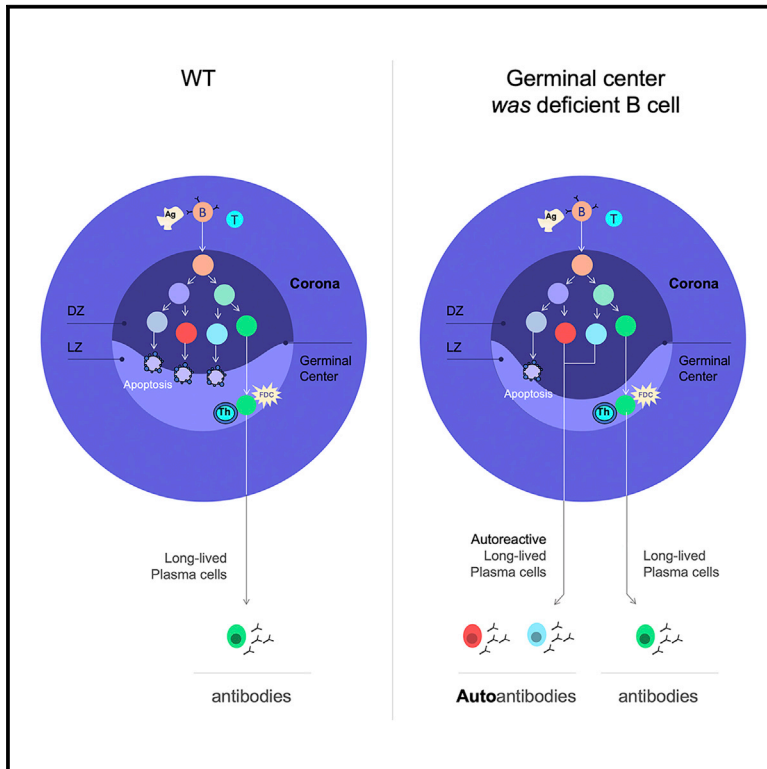 WT
Ag
B
T
Corona
DZ
LZ
Germinal
Center
Apoptosis
FDC
Th
Long-lived
Plasma cells
antibodies
Germinal center
was deficient B cell
Ag
B
T
Corona
DZ
LZ
Germinal
Center
Apoptosis
FDC
Th
Autoreactive
Long-lived
Plasma cells
Long-lived
Plasma cells
Autoantibodies
antibodies